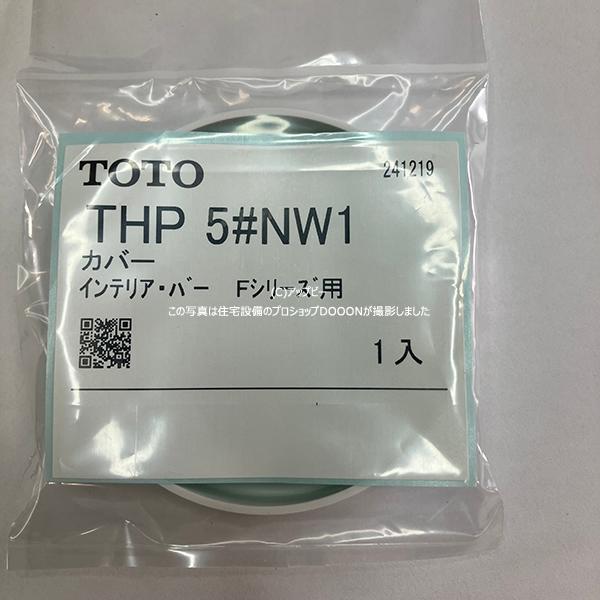 TOTO 241219
THP 5#NW1
カバー
インテリア・バー Fシリーズ用
(C)アップビ
この写真は住宅設備のプロショップDOOONが撮影しました
1入